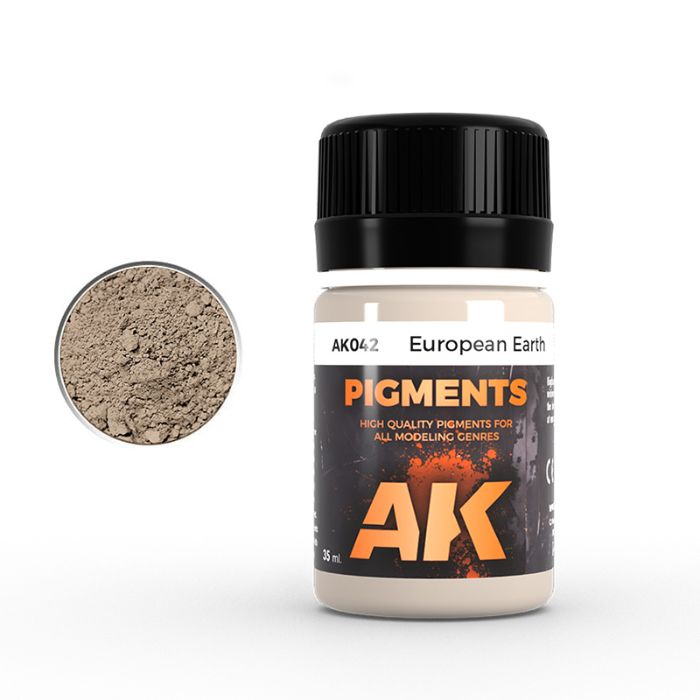 AK042 European Earth
PIGMENTS
HIGH QUALITY PIGMENTS FOR
ALL MODELING GENRES
AK
35 ml.